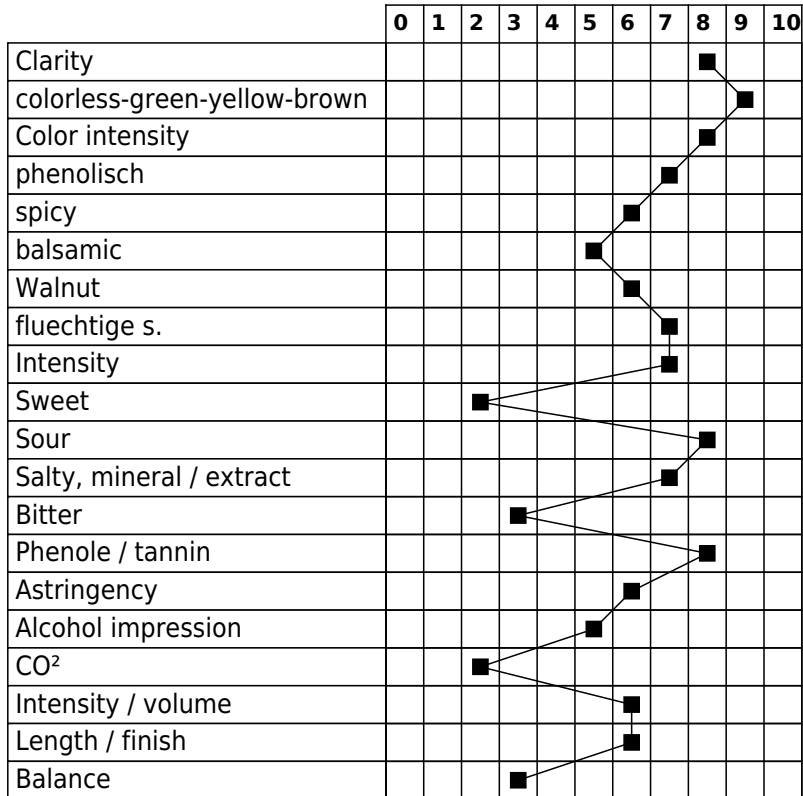 0 1 2 3 4 5 6 7 8 9 10
Clarity
colorless-green-yellow-brown
Color intensity
phenolisch
spicy
balsamic
Walnut
fluechtige s.
Intensity
Sweet
Sour
Salty, mineral / extract
Bitter
Phenole / tannin
Astringency
Alcohol impression
CO²
Intensity / volume
Length / finish
Balance